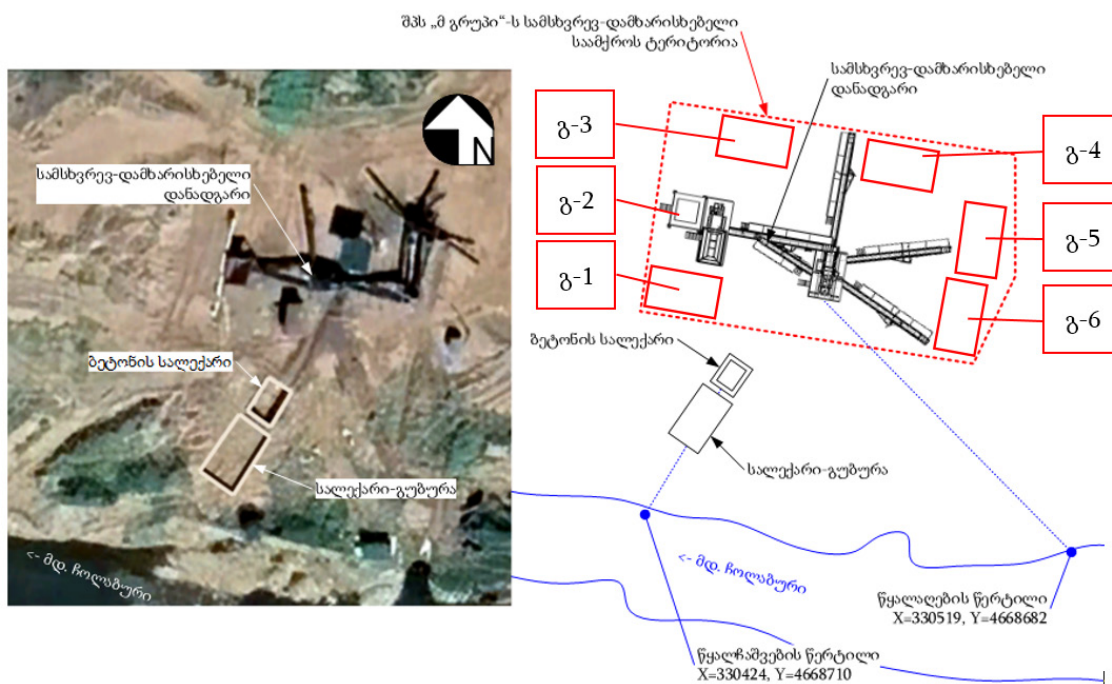 შპს „მ გრუპი“-ს სამსხვრევ-დამხარისხებელი
საამქროს ტერიტორია
სამსხვრევ-დამხარისხებელი
დანადგარი
N
სამსხვრევ-დამხარისხებელი
დანადგარი
გ-3
გ-4
გ-2
გ-5
გ-1
გ-6
ბეტონის სალექარი
ბეტონის სალექარი
სალექარი-გუბურა
სალექარი-გუბურა
<- მდ. ჩოლაბური
<- მდ. ჩოლაბური
წყალაღების წერტილი
X=330519, Y=4668682
წყალჩაშვების წერტილი
X=330424, Y=4668710